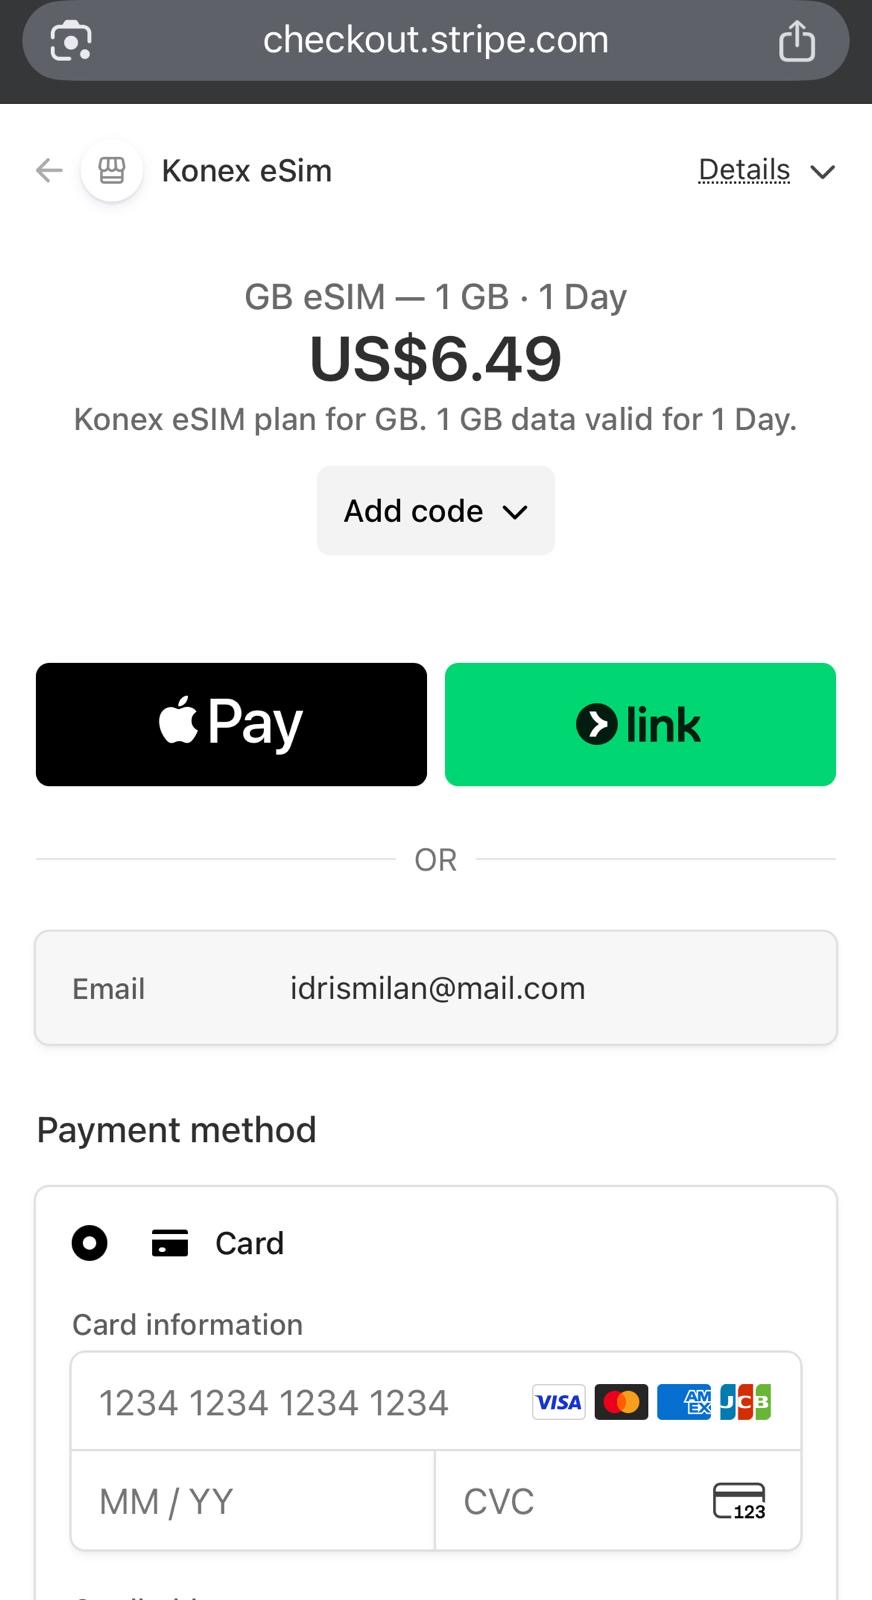 checkout.stripe.com
Konex eSim
Details
GB eSIM — 1 GB · 1 Day
US$6.49
Konex eSIM plan for GB. 1 GB data valid for 1 Day.
Add code
Pay
link
OR
Email idrismilan@mail.com
Payment method
Card
Card information
1234 1234 1234 1234 VISA AMEX JCB
MM / YY CVC 123